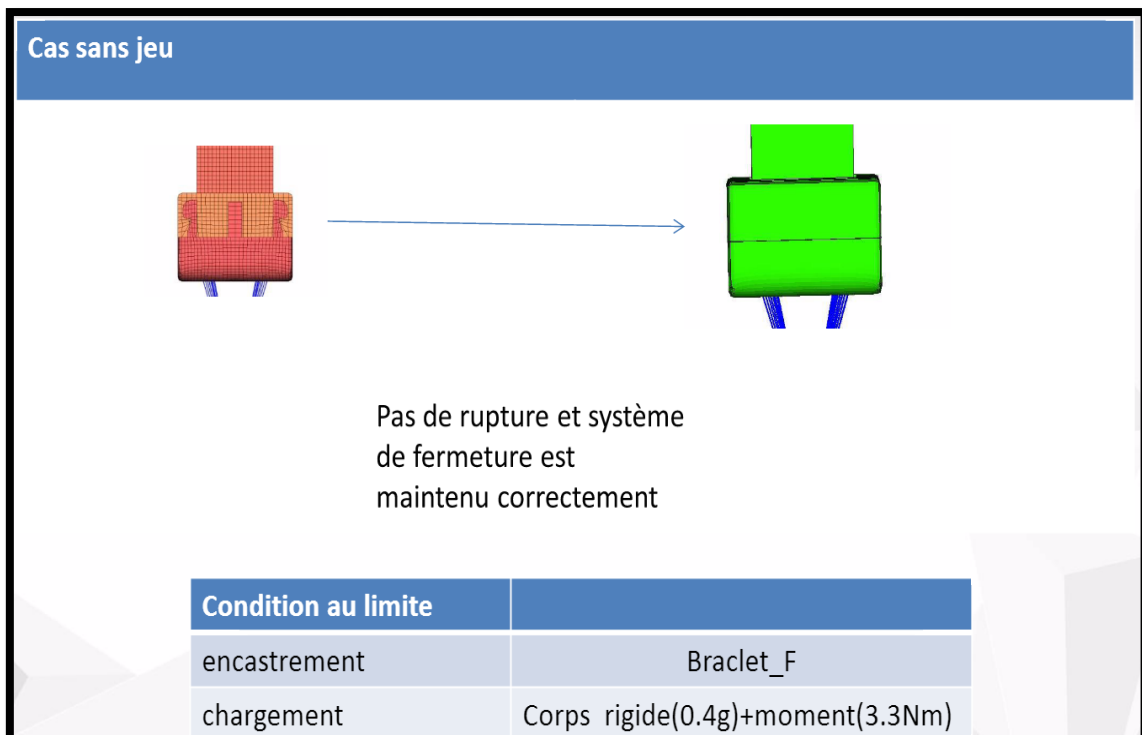 Cas sans jeu
Pas de rupture et système
de fermeture est
maintenu correctement
Condition au limite
encastrement Braclet_F
chargement Corps rigide(0.4g)+moment(3.3Nm)